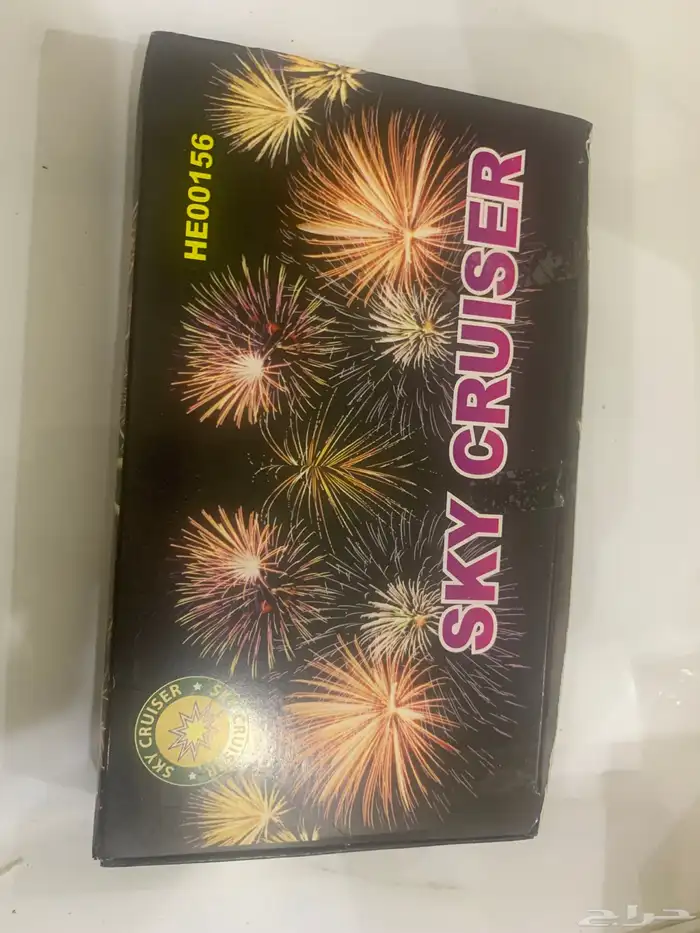 HE00156
SKY CRUISER
SKY CRUISER ★ SKY CRUISER ★
حراج